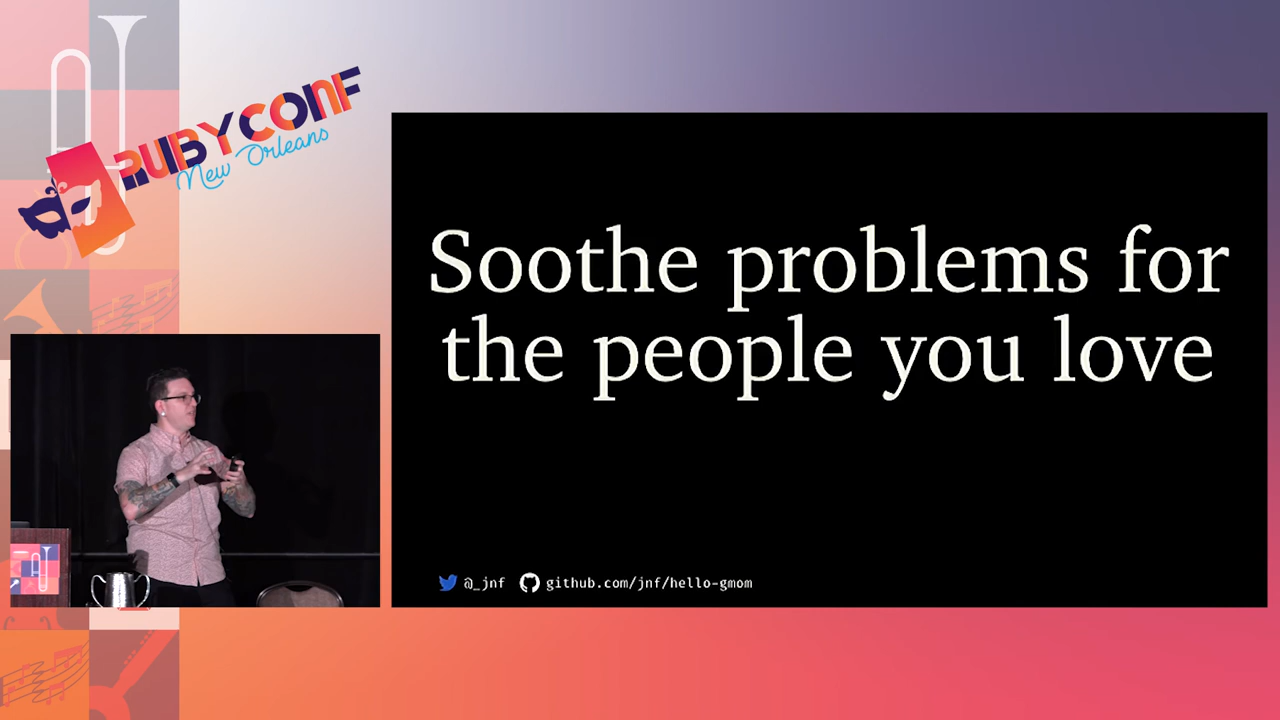 RUBYCONF
New Orleans
Soothe problems for
the people you love
@_jnf github.com/jnf/hello-gmom